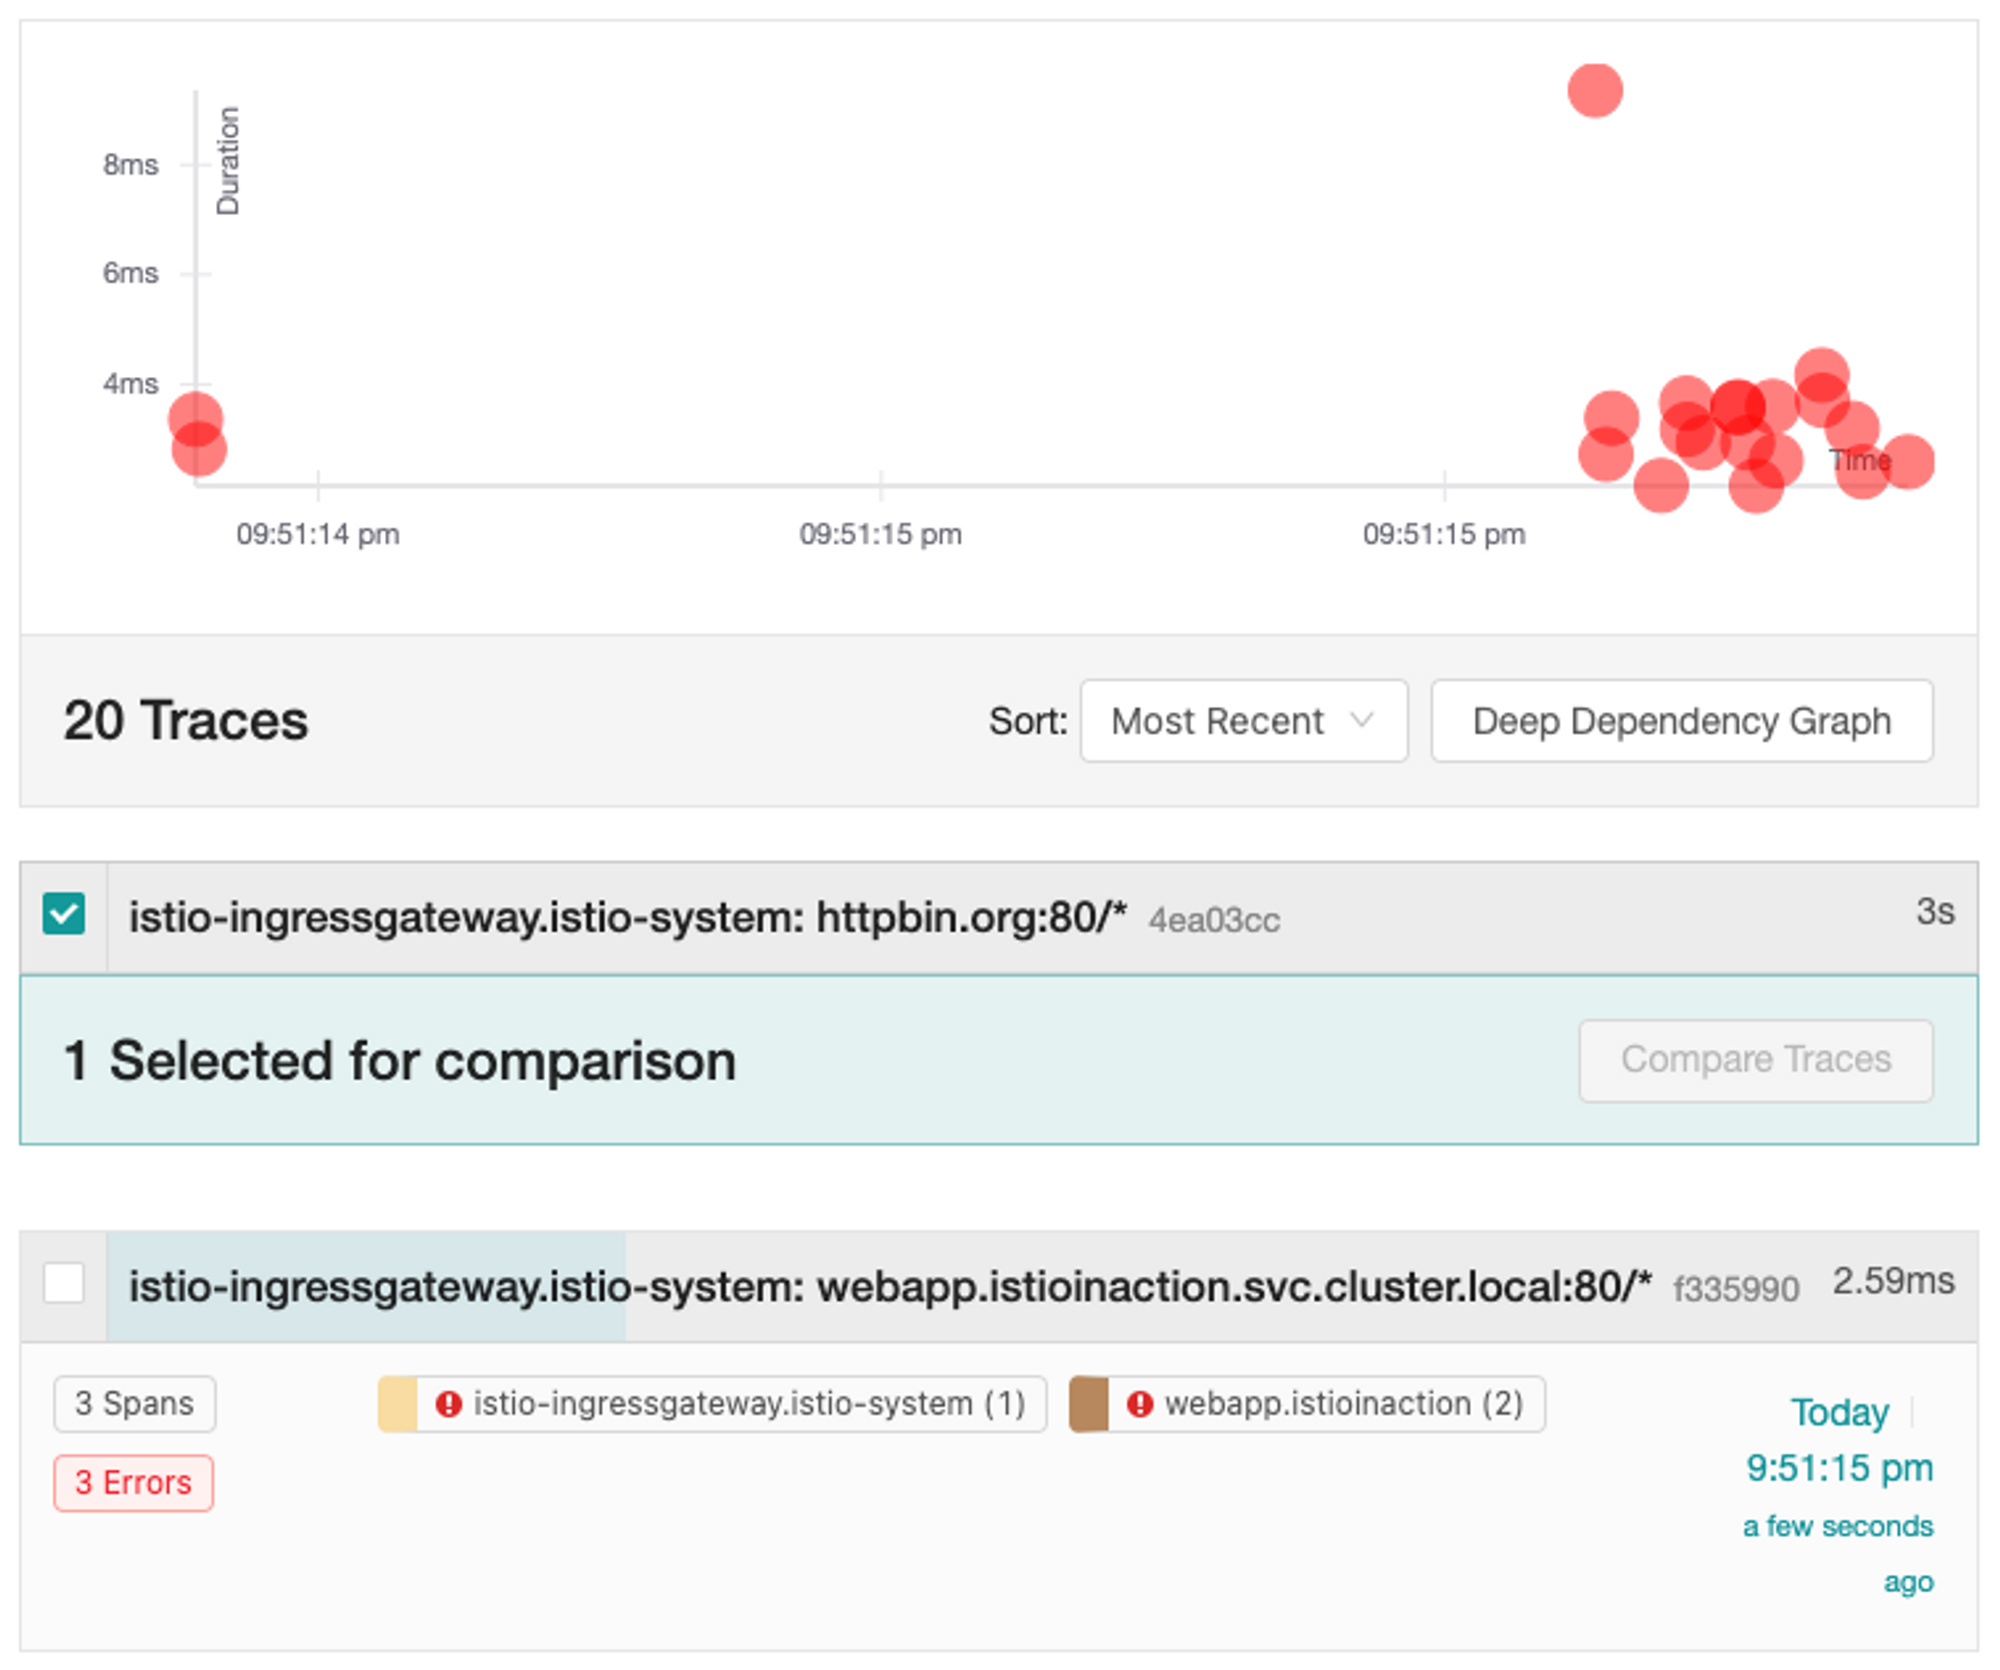 Duration
8ms
6ms
4ms
Time
09:51:14 pm 09:51:15 pm 09:51:15 pm
20 Traces Sort: Most Recent Deep Dependency Graph
istio-ingressgateway.istio-system: httpbin.org:80/* 4ea03cc 3s
1 Selected for comparison Compare Traces
istio-ingressgateway.istio-system: webapp.istioinaction.svc.cluster.local:80/* f335990 2.59ms
3 Spans istio-ingressgateway.istio-system (1) webapp.istioinaction (2) Today
3 Errors 9:51:15 pm
a few seconds
ago